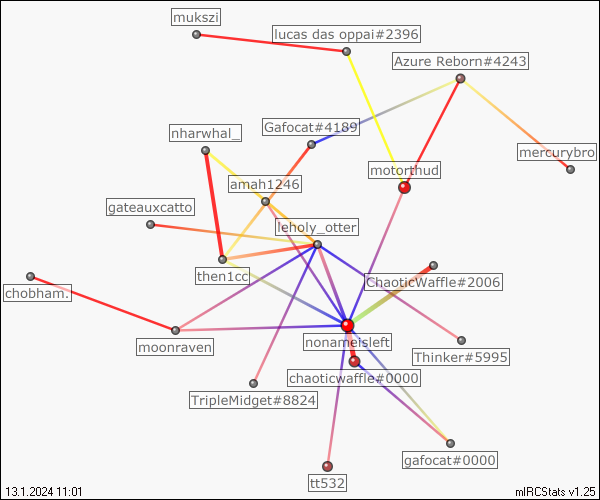 mukszi
lucas das oppai#2396
Azure Reborn#4243
Gafocat#4189
nharwhal_
mercurybro
motorthud
amah1246
gateauxcatto
leholy_otter
then1cc
ChaoticWaffle#2006
chobham.
nonameisleft
moonraven
Thinker#5995
chaoticwaffle#0000
TripleMidget#8824
gafocat#0000
tt532
13.1.2024 11:01
mIRCStats v1.25